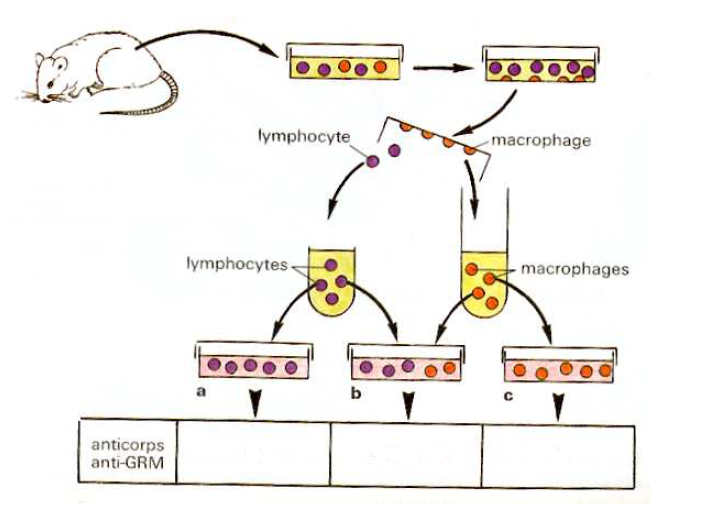 lymphocyte
macrophage
lymphocytes
macrophages
a
b
c
anticorps
anti-GRM